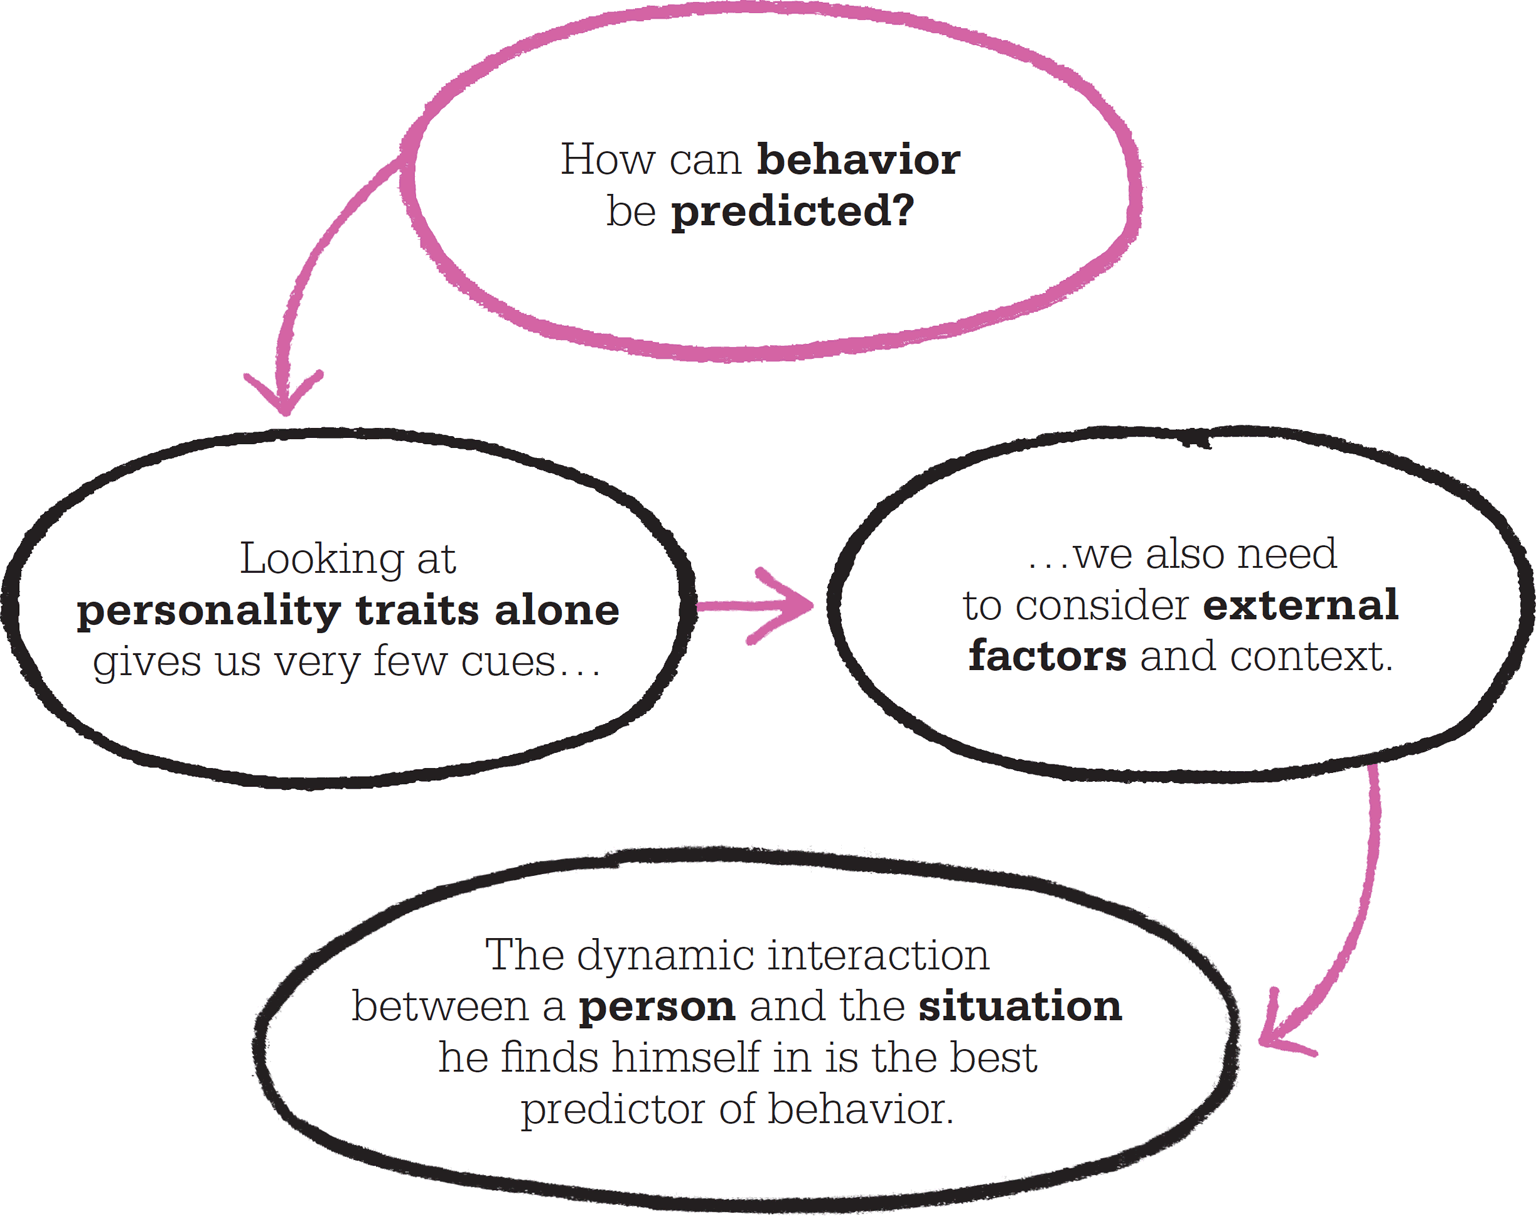 How can behavior
be predicted?
Looking at
personality traits alone
gives us very few cues...
...we also need
to consider external
factors and context.
The dynamic interaction
between a person and the situation
he finds himself in is the best
predictor of behavior.